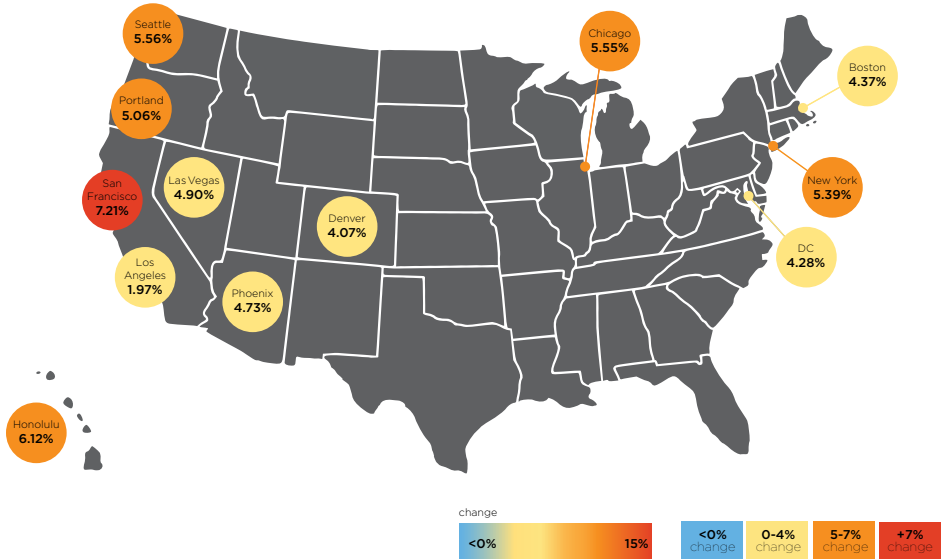 Seattle
5.56%
Chicago
5.55%
Boston
4.37%
Portland
5.06%
San
Francisco
7.21%
Las Vegas
4.90%
New York
5.39%
Denver
4.07%
DC
4.28%
Los
Angeles
1.97%
Phoenix
4.73%
Honolulu
6.12%
change
<0%
15%
<0%
change
0-4%
change
5-7%
change
+7%
change